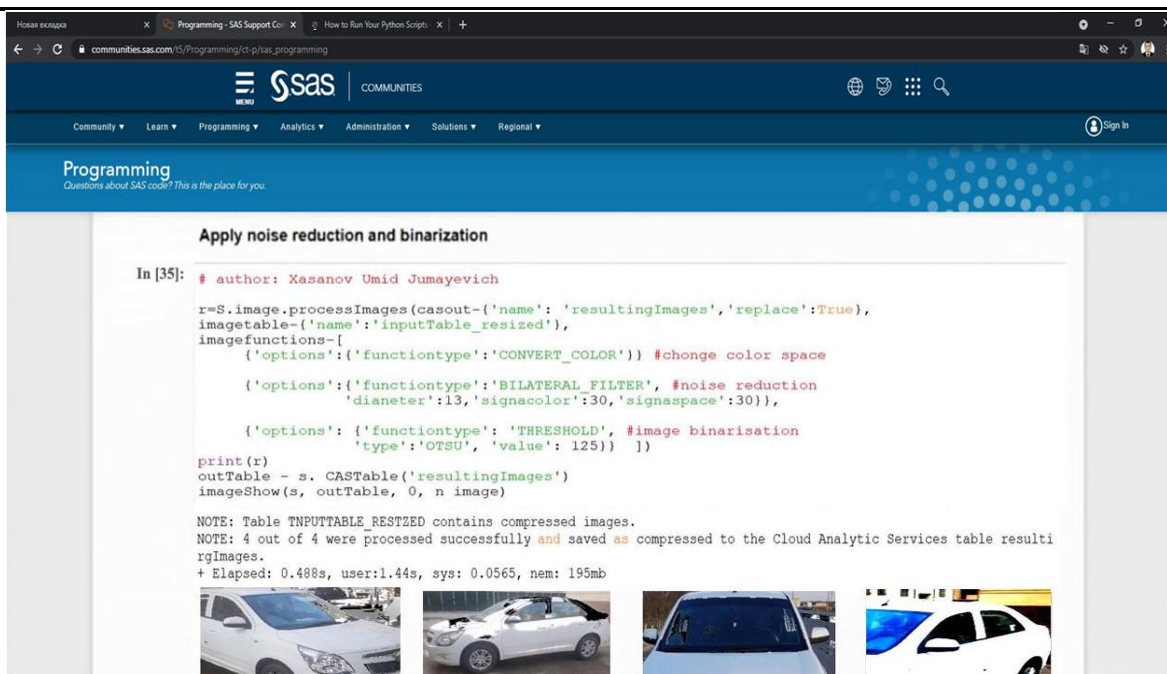 Новая вкладка
Programming - SAS Support Con
How to Run Your Python Scripts
communities.sas.com/t5/Programming/ct-p/sas_programming
MENU
sas
COMMUNITIES
Community Learn Programming Analytics Administration Solutions Regional
Sign In
Programming
Questions about SAS code? This is the place for you.
Apply noise reduction and binarization
In [35]:
# author: Xasanov Umid Jumayevich
r=S.image.processImages(casout-{'name': 'resultingImages','replace':True},
imagetable-{'name':'inputTable_resized'},
imagefunctions-[
{'options':{'functiontype':'CONVERT_COLOR'}} #chonge color space
{'options':{'functiontype':'BILATERAL_FILTER', #noise reduction
'dianeter':13,'signacolor':30,'signaspace':30}},
{'options': {'functiontype': 'THRESHOLD', #image binarisation
'type':'OTSU', 'value': 125}} ])
print(r)
outTable - s. CASTable('resultingImages')
imageShow(s, outTable, 0, n image)
NOTE: Table TNPUTTABLE_RESTZED contains compressed images.
NOTE: 4 out of 4 were processed successfully and saved as compressed to the Cloud Analytic Services table resulti
rgImages.
+ Elapsed: 0.488s, user:1.44s, sys: 0.0565, nem: 195mb